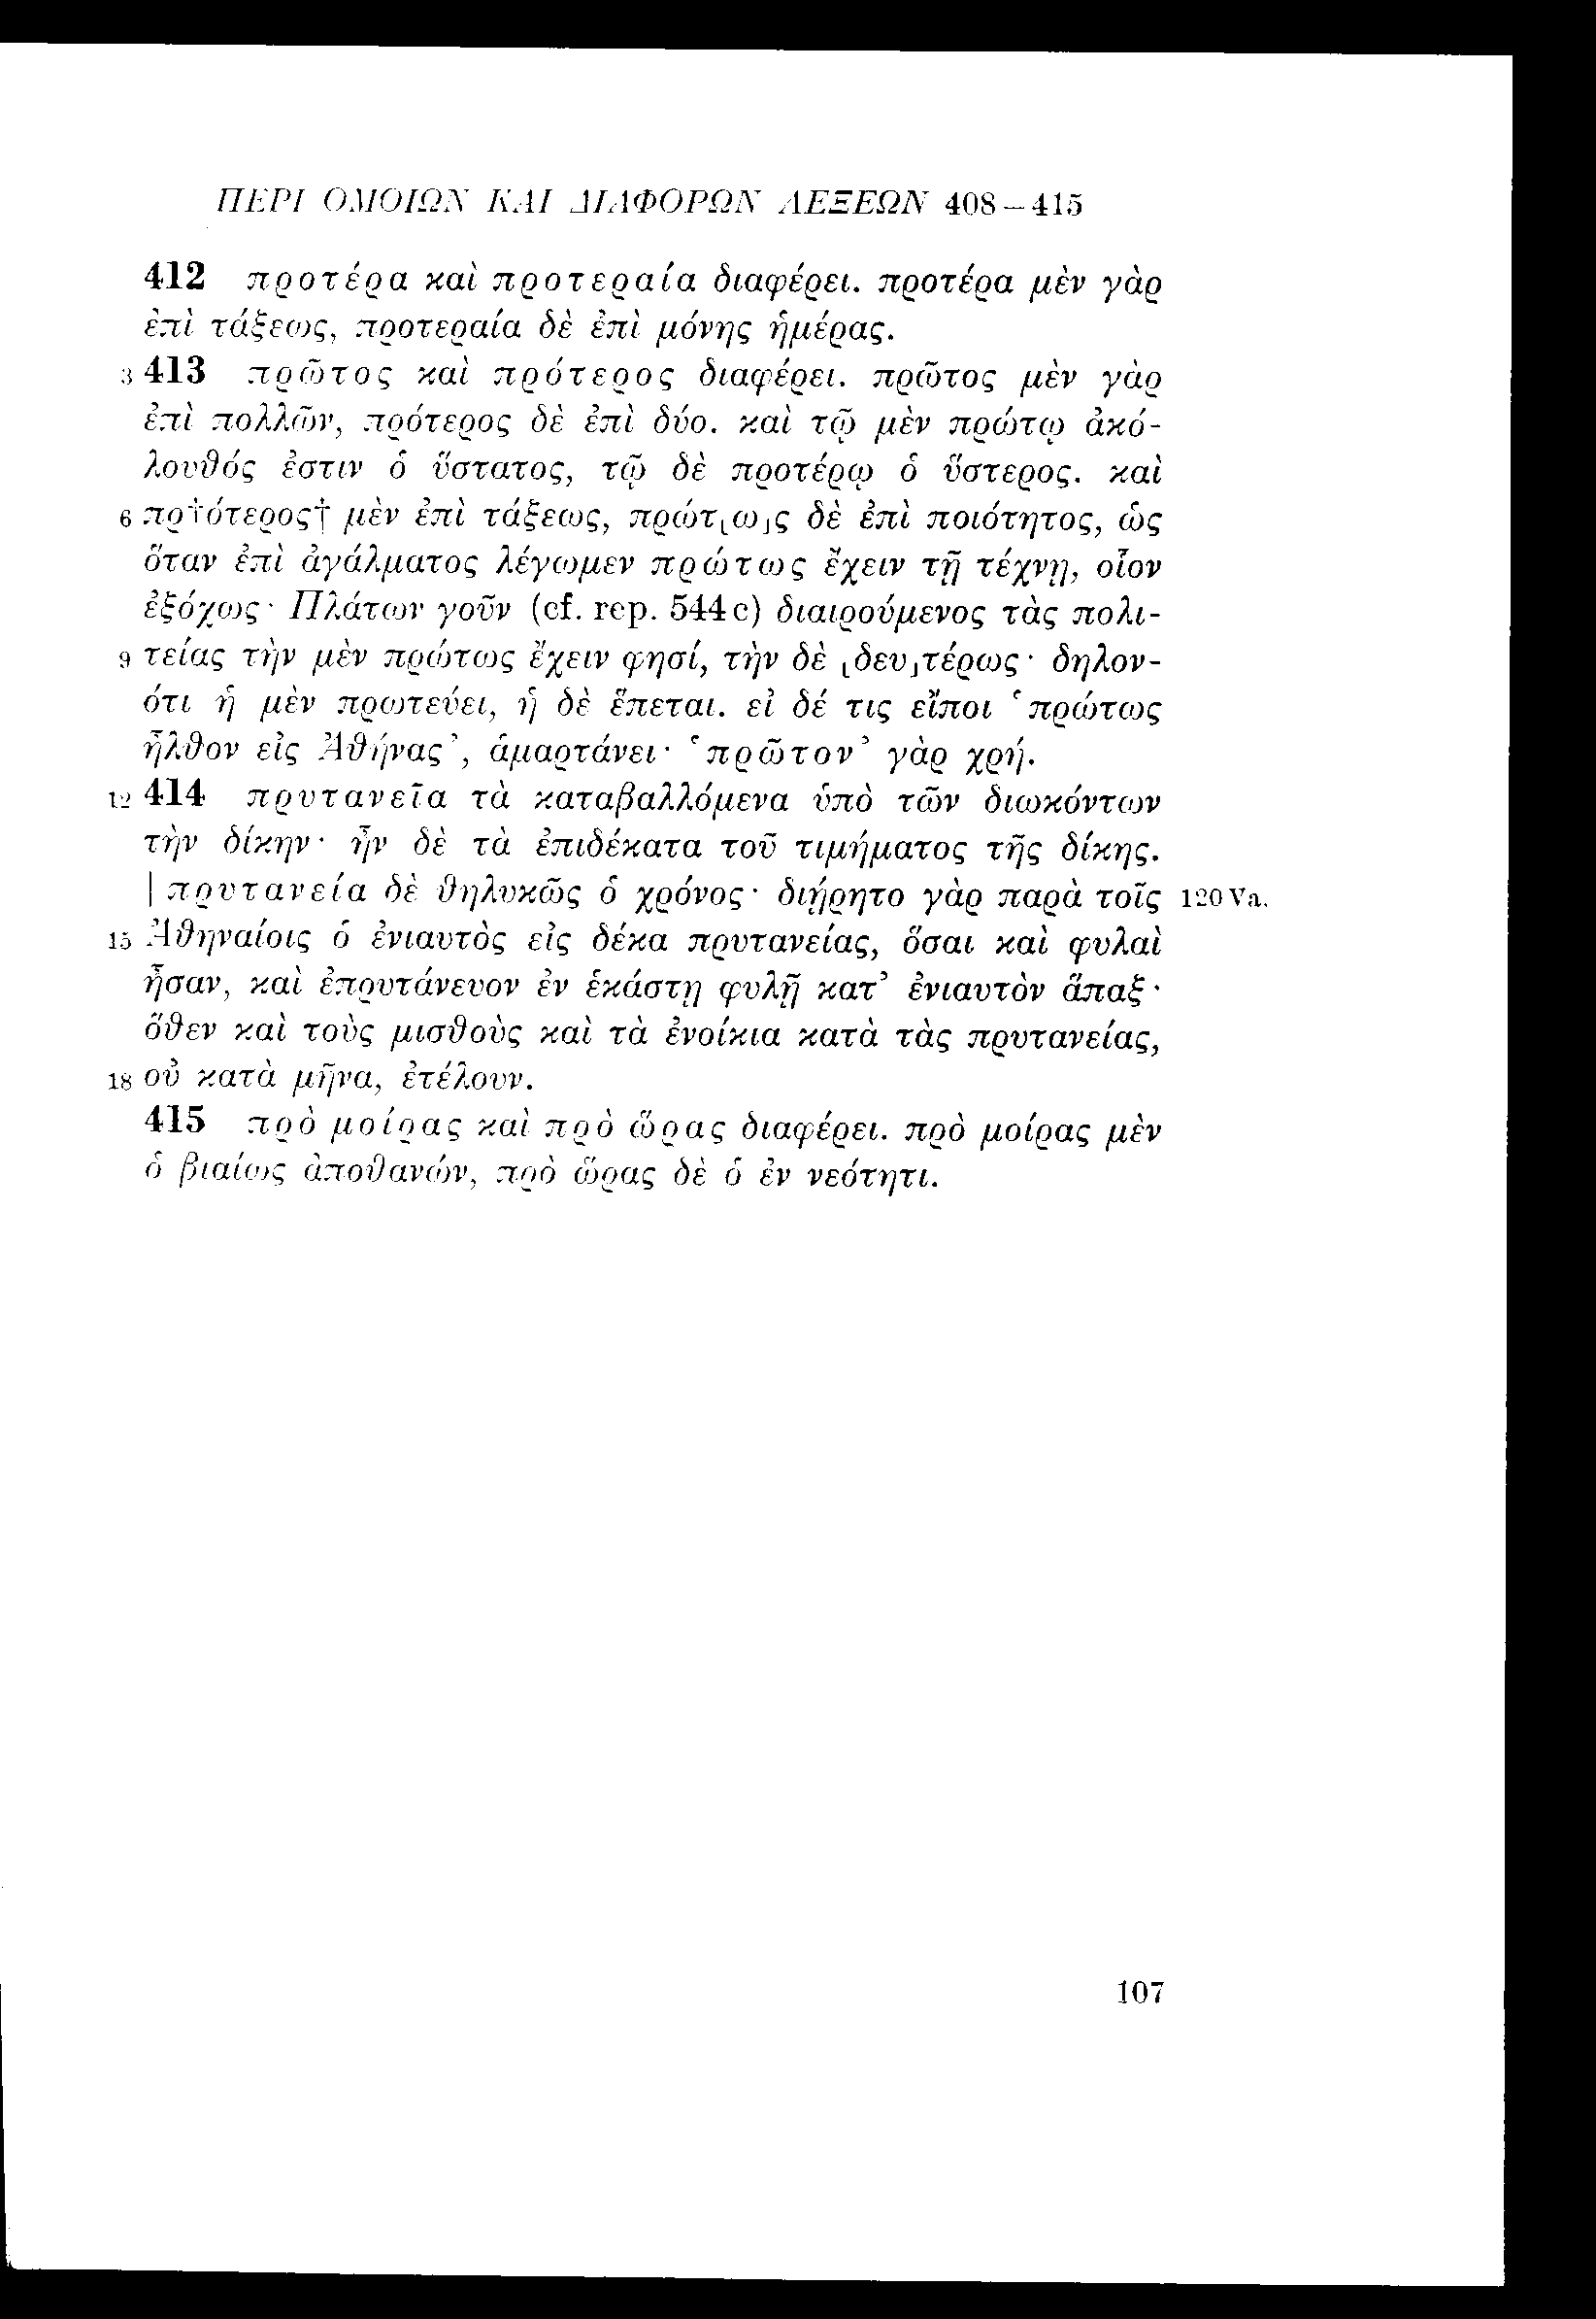 ΠΕΡΙ ΟΜΟΙΩΝ ΚΑΙ ΔΙΑΦΟΡΩΝ ΛΕΞΕΩΝ 408–415
412 προτέρα καὶ προτεραία διαφέρει. προτέρα μὲν γὰρ
ἐπὶ τάξεως, προτεραία δὲ ἐπὶ μόνης ἡμέρας.
3 413 πρῶτος καὶ πρότερος διαφέρει. πρῶτος μὲν γὰρ
ἐπὶ πολλῶν, πρότερος δὲ ἐπὶ δύο. καὶ τῷ μὲν πρώτῳ ἀκό-
λουθός ἐστιν ὁ ὕστατος, τῷ δὲ προτέρῳ ὁ ὕστερος. καὶ
6 πρ†ότερος† μὲν ἐπὶ τάξεως, πρώτ⟦ω⟧ς δὲ ἐπὶ ποιότητος, ὡς
ὅταν ἐπὶ ἀγάλματος λέγωμεν πρώτως ἔχειν τῇ τέχνῃ, οἷον
ἐξόχως· Πλάτων γοῦν (cf. rep. 544 c) διαιρούμενος τὰς πολι-
9 τείας τὴν μὲν πρώτως ἔχειν φησί, τὴν δὲ ⟦δευ⟧τέρως· δηλον-
ότι ἡ μὲν πρωτεύει, ἡ δὲ ἕπεται. εἰ δέ τις εἴποι ‘πρώτως
ἦλθον εἰς Ἀθήνας’, ἁμαρτάνει· ‘πρῶτον’ γὰρ χρή.
12 414 πρυτανεῖα τὰ καταβαλλόμενα ὑπὸ τῶν διωκόντων
τὴν δίκην· ἦν δὲ τὰ ἐπιδέκατα τοῦ τιμήματος τῆς δίκης.
| πρυτανεία δὲ θηλυκῶς ὁ χρόνος· διῄρητο γὰρ παρὰ τοῖς 120 Va.
15 Ἀθηναίοις ὁ ἐνιαυτὸς εἰς δέκα πρυτανείας, ὅσαι καὶ φυλαὶ
ἦσαν, καὶ ἐπρυτάνευον ἐν ἑκάστῃ φυλῇ κατ’ ἐνιαυτὸν ἅπαξ·
ὅθεν καὶ τοὺς μισθοὺς καὶ τὰ ἐνοίκια κατὰ τὰς πρυτανείας,
18 οὐ κατὰ μῆνα, ἐτέλουν.
415 πρὸ μοίρας καὶ πρὸ ὥρας διαφέρει. πρὸ μοίρας μὲν
ὁ βιαίως ἀποθανών, πρὸ ὥρας δὲ ὁ ἐν νεότητι.
107